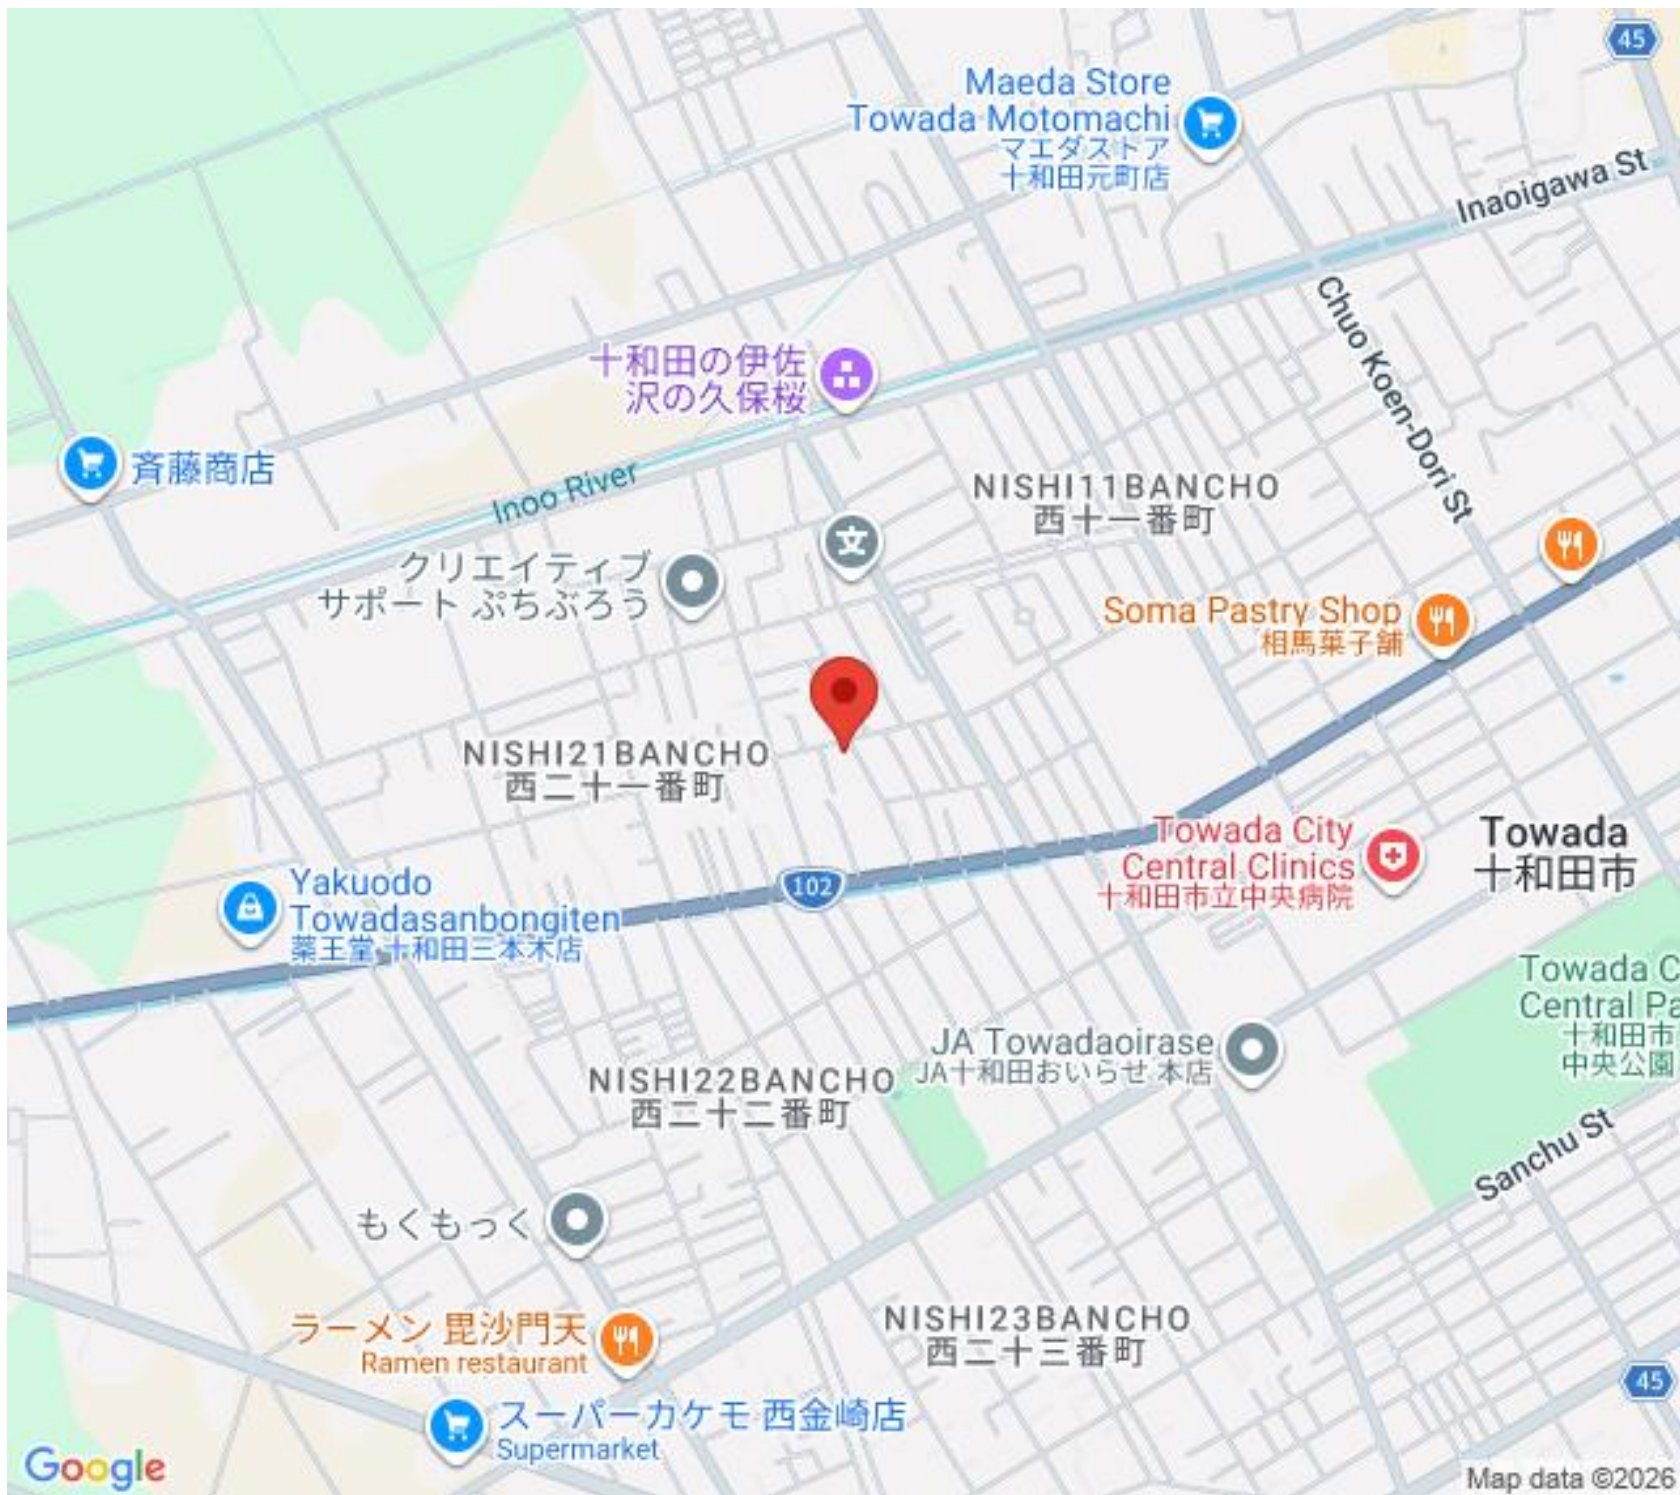 45
Maeda Store
Towada Motomachi
マエダストア
十和田元町店
Inaoigawa St
Chuo Koen-Dori St
十和田の伊佐
沢の久保桜
斉藤商店
Inoo River
NISHI11BANCHO
西十一番町
文
クリエイティブ
サポート ぷちぶろう
Soma Pastry Shop
相馬菓子舗
NISHI21BANCHO
西二十一番町
Towada City
Central Clinics
十和田市立中央病院
Towada
十和田市
102
Yakuodo
Towadasanbongiten
薬王堂 十和田三本木店
Towada C
Central Pa
十和田市
中央公園
JA Towadaoirase
JA十和田おいらせ 本店
NISHI22BANCHO
西二十二番町
Sanchu St
もくもっく
ラーメン 毘沙門天
Ramen restaurant
NISHI23BANCHO
西二十三番町
45
スーパーカケモ 西金崎店
Supermarket
Google
Map data ©2026